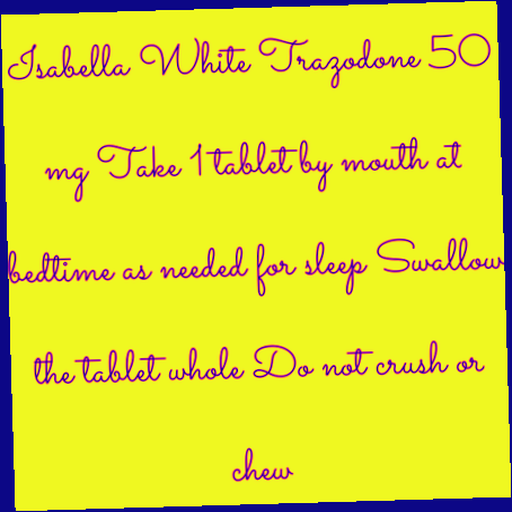 Isabella White Trazodone 50
mg Take 1 tablet by mouth at
bedtime as needed for sleep Swallow
the tablet whole Do not crush or
chew